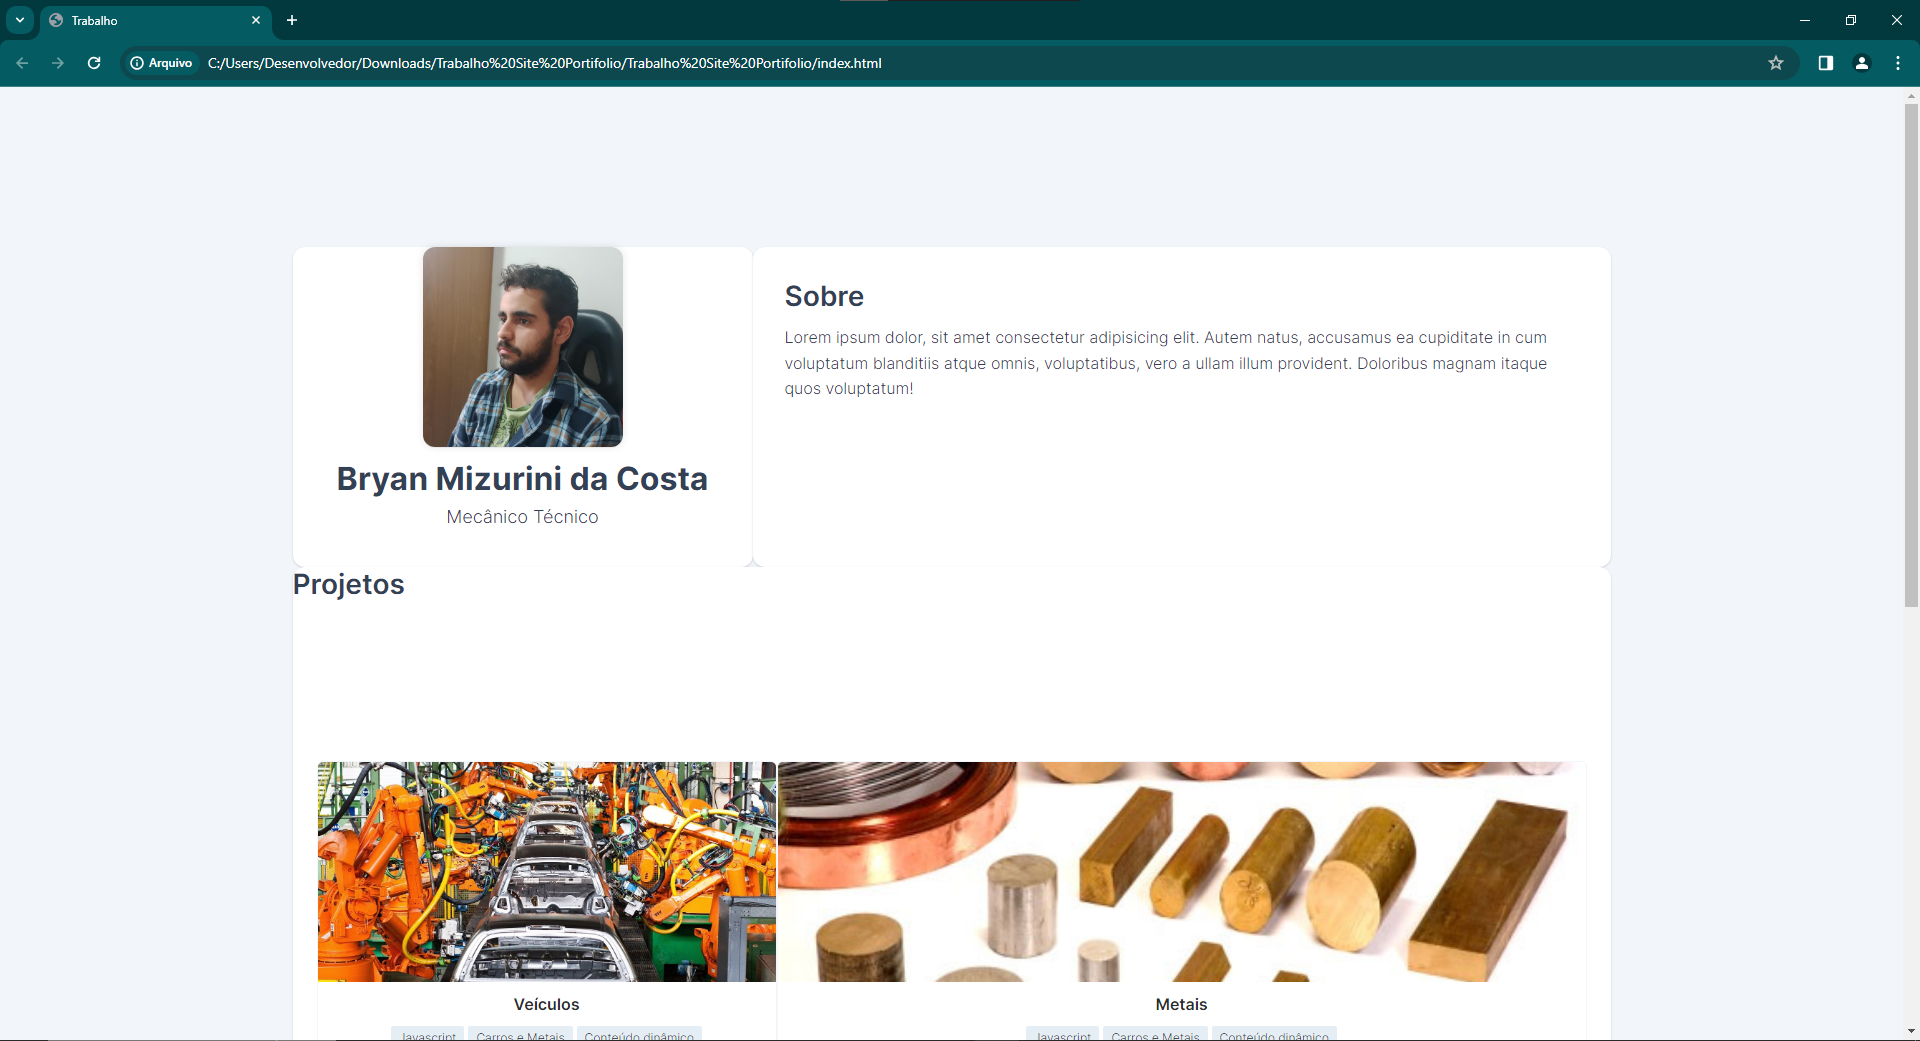 Trabalho
Arquivo
C:/Users/Desenvolvedor/Downloads/Trabalho%20Site%20Portifolio/Trabalho%20Site%20Portifolio/index.html
Bryan Mizurini da Costa
Mecânico Técnico
Sobre
Lorem ipsum dolor, sit amet consectetur adipisicing elit. Autem natus, accusamus ea cupiditate in cum
voluptatum blanditiis atque omnis, voluptatibus, vero a ullam illum provident. Doloribus magnam itaque
quos voluptatum!
Projetos
Veículos
Javascript Carros e Metais Conteúdo dinâmico
Metais
Javascript Carros e Metais Conteúdo dinâmico